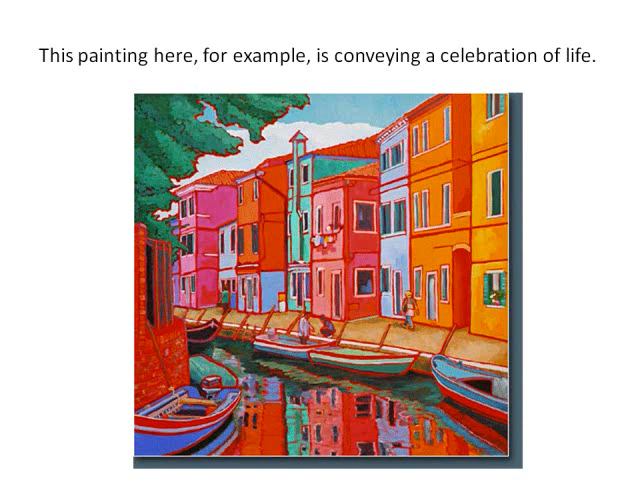 This painting here, for example, is conveying a celebration of life.